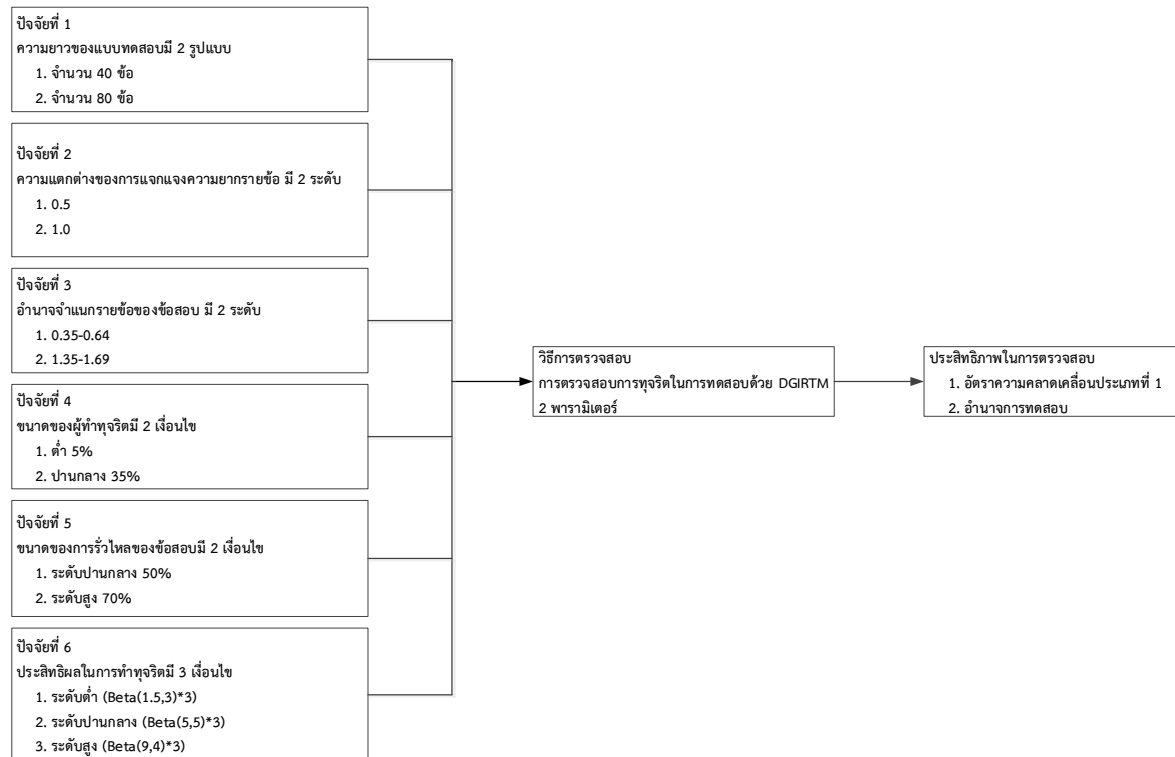 ปัจจัยที่ 1
ความยาวของแบบทดสอบมี 2 รูปแบบ
1. จำนวน 40 ข้อ
2. จำนวน 80 ข้อ
ปัจจัยที่ 2
ความแตกต่างของการแจกแจงความยากรายข้อ มี 2 ระดับ
1. 0.5
2. 1.0
ปัจจัยที่ 3
อำนาจจำแนกรายข้อของข้อสอบ มี 2 ระดับ
1. 0.35-0.64
2. 1.35-1.69
ปัจจัยที่ 4
ขนาดของผู้ทำทุจริตมี 2 เงื่อนไข
1. ต่ำ 5%
2. ปานกลาง 35%
ปัจจัยที่ 5
ขนาดของการรั่วไหลของข้อสอบมี 2 เงื่อนไข
1. ระดับปานกลาง 50%
2. ระดับสูง 70%
ปัจจัยที่ 6
ประสิทธิผลในการทำทุจริตมี 3 เงื่อนไข
1. ระดับต่ำ (Beta(1.5,3)*3)
2. ระดับปานกลาง (Beta(5,5)*3)
3. ระดับสูง (Beta(9,4)*3)
วิธีการตรวจสอบ
การตรวจสอบการทุจริตในการทดสอบด้วย DGIRTM
2 พารามิเตอร์
ประสิทธิภาพในการตรวจสอบ
1. อัตราความคลาดเคลื่อนประเภทที่ 1
2. อำนาจการทดสอบ